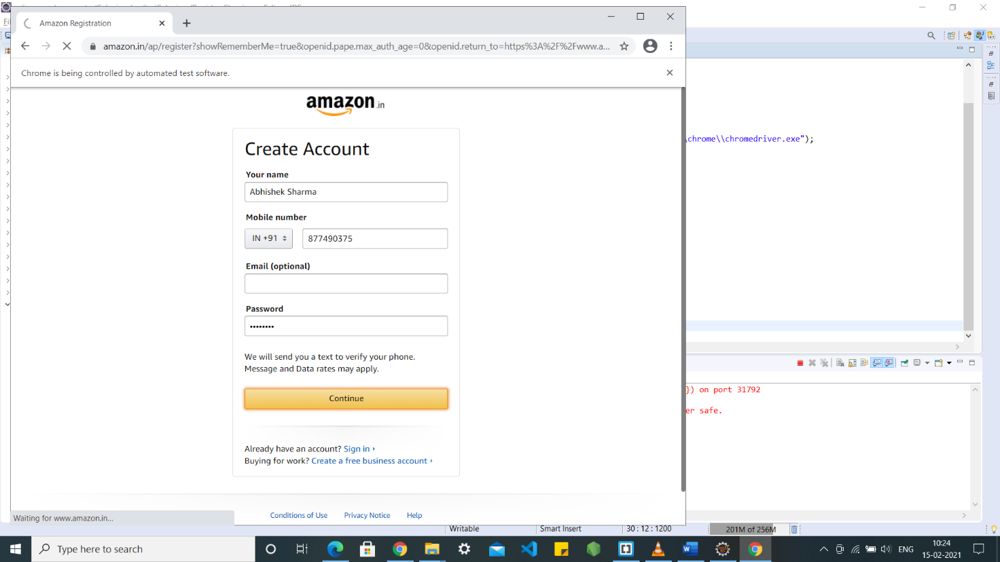 Amazon Registration
amazon.in/ap/register?showRememberMe=true&openid.pape.max_auth_age=0&openid.return_to=https%3A%2F%2Fwww.a...
Chrome is being controlled by automated test software.
amazon.in
Create Account
Your name
Abhishek Sharma
Mobile number
IN +91
877490375
Email (optional)
Password
••••••••
We will send you a text to verify your phone.
Message and Data rates may apply.
Continue
Already have an account? Sign in
Buying for work? Create a free business account
Conditions of Use Privacy Notice Help
Waiting for www.amazon.in...
\chrome\\chromedriver.exe");
}) on port 31792
er safe.
Writable
Smart Insert
30 : 12 : 1200
201M of 256M
Type here to search
ENG
10:24
15-02-2021